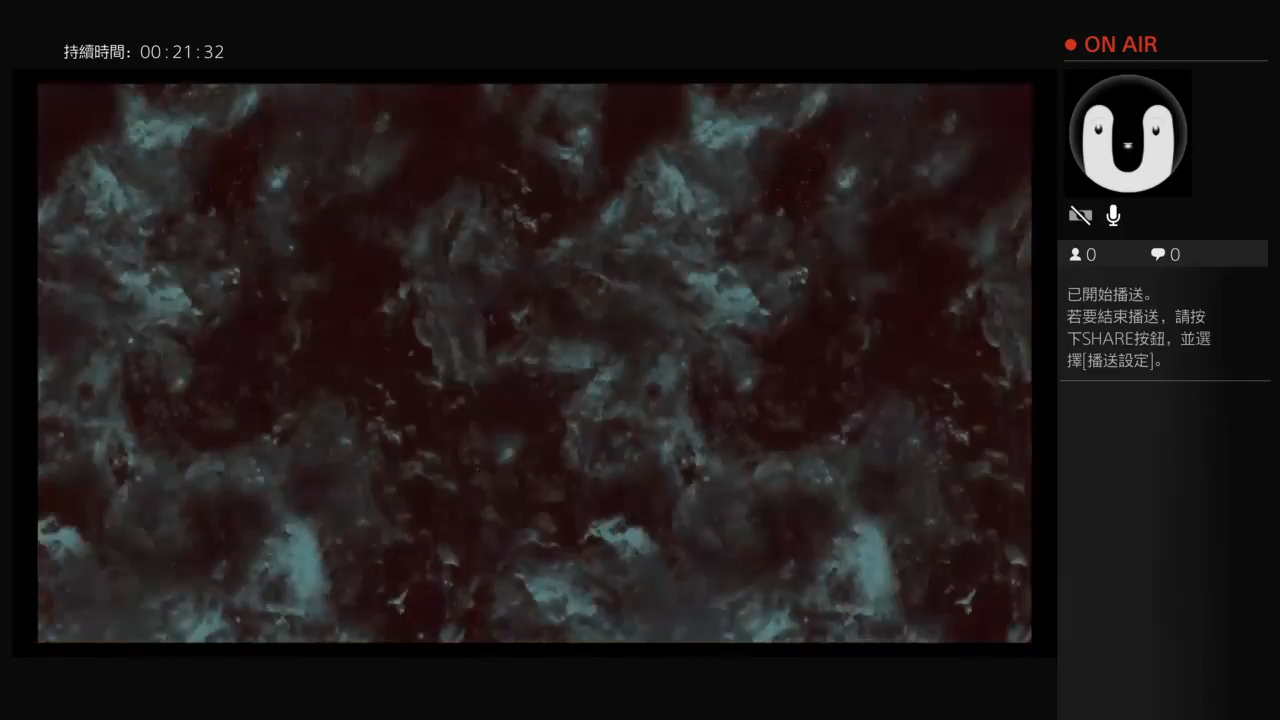 持續時間：00:21:32
ON AIR
0
0
已開始播送。
若要結束播送，請按
下SHARE按鈕，並選
擇[播送設定]。